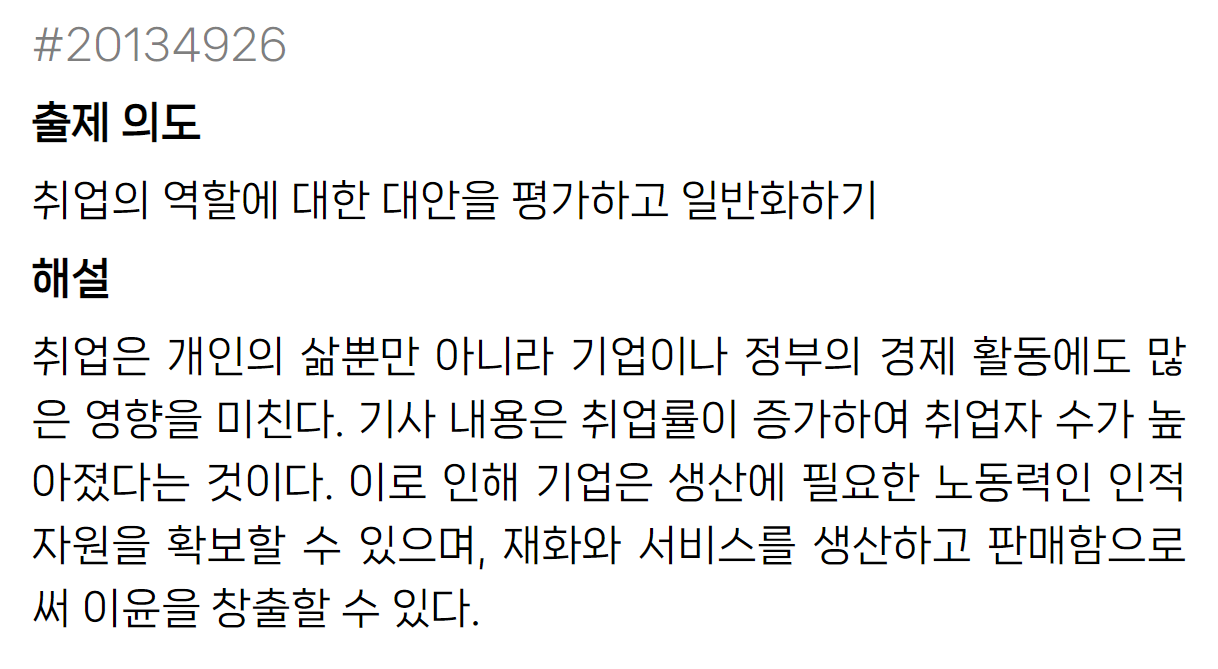 #20134926
출제 의도
취업의 역할에 대한 대안을 평가하고 일반화하기
해설
취업은 개인의 삶뿐만 아니라 기업이나 정부의 경제 활동에도 많
은 영향을 미친다. 기사 내용은 취업률이 증가하여 취업자 수가 높
아졌다는 것이다. 이로 인해 기업은 생산에 필요한 노동력인 인적
자원을 확보할 수 있으며, 재화와 서비스를 생산하고 판매함으로
써 이윤을 창출할 수 있다.